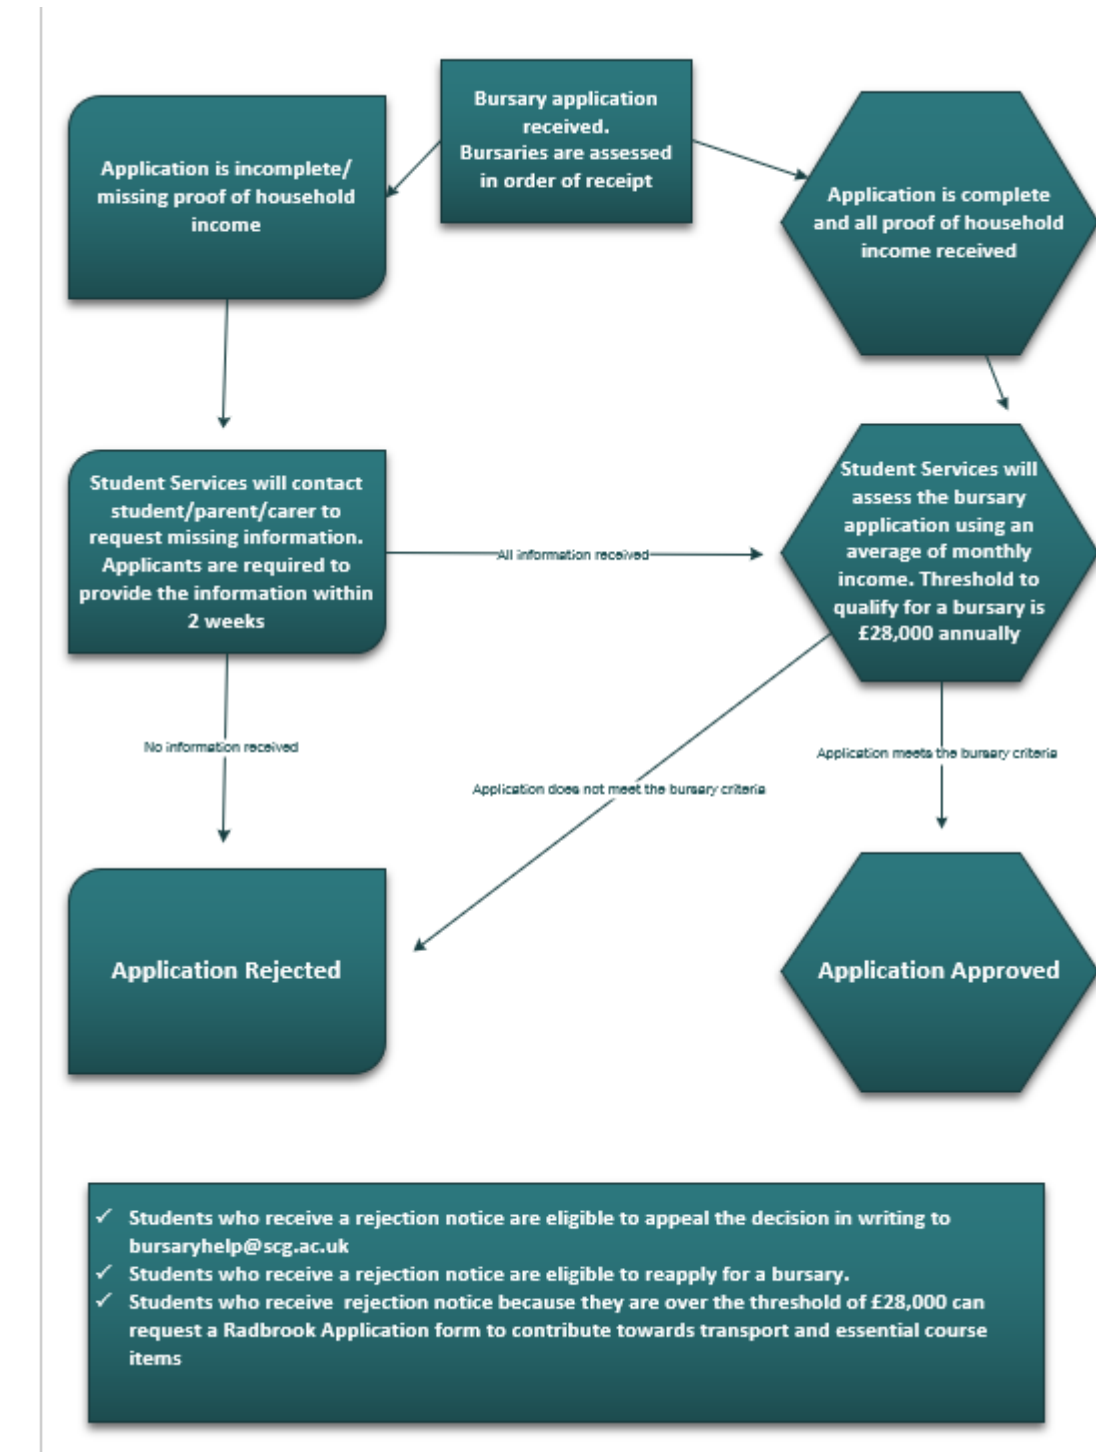 Bursary application
received.
Bursaries are assessed
in order of receipt
Application is incomplete/
missing proof of household
income
Application is complete
and all proof of household
income received
Student Services will contact
student/parent/carer to
request missing information.
Applicants are required to
provide the information within
2 weeks
All information received
Student Services will
assess the bursary
application using an
average of monthly
income. Threshold to
qualify for a bursary is
£28,000 annually
No information received
Application does not meet the bursary criteria
Application meets the bursary criteria
Application Rejected
Application Approved
✓ Students who receive a rejection notice are eligible to appeal the decision in writing to
bursaryhelp@scg.ac.uk
✓ Students who receive a rejection notice are eligible to reapply for a bursary.
✓ Students who receive  rejection notice because they are over the threshold of £28,000 can
request a Radbrook Application form to contribute towards transport and essential course
items